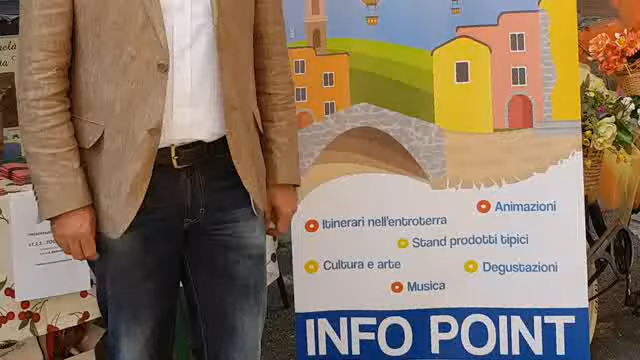 Animazioni
Itinerari nell'entroterra
Stand prodotti tipici
Cultura e arte
Degustazioni
Musica
INFO POINT